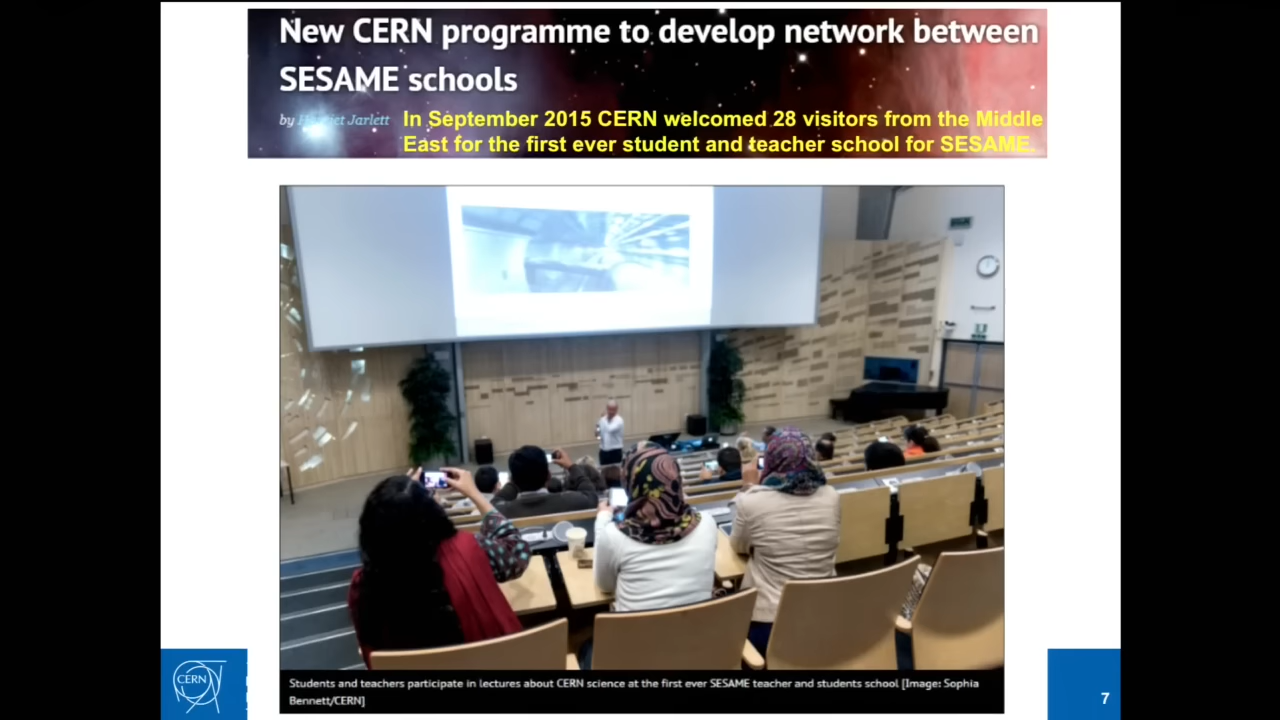 New CERN programme to develop network between
SESAME schools
by Harriet Jarlett
In September 2015 CERN welcomed 28 visitors from the Middle
East for the first ever student and teacher school for SESAME.
Students and teachers participate in lectures about CERN science at the first ever SESAME teacher and students school [Image: Sophia
Bennett/CERN]
CERN
7